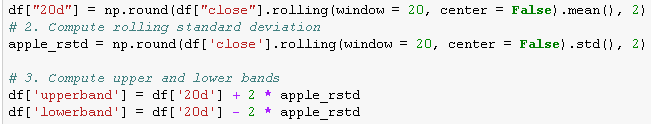 df["20d"] = np.round(df["close"].rolling(window = 20, center = False).mean(), 2)
# 2. Compute rolling standard deviation
apple_rstd = np.round(df['close'].rolling(window = 20, center = False).std(), 2)
# 3. Compute upper and lower bands
df['upperband'] = df['20d'] + 2 * apple_rstd
df['lowerband'] = df['20d'] - 2 * apple_rstd